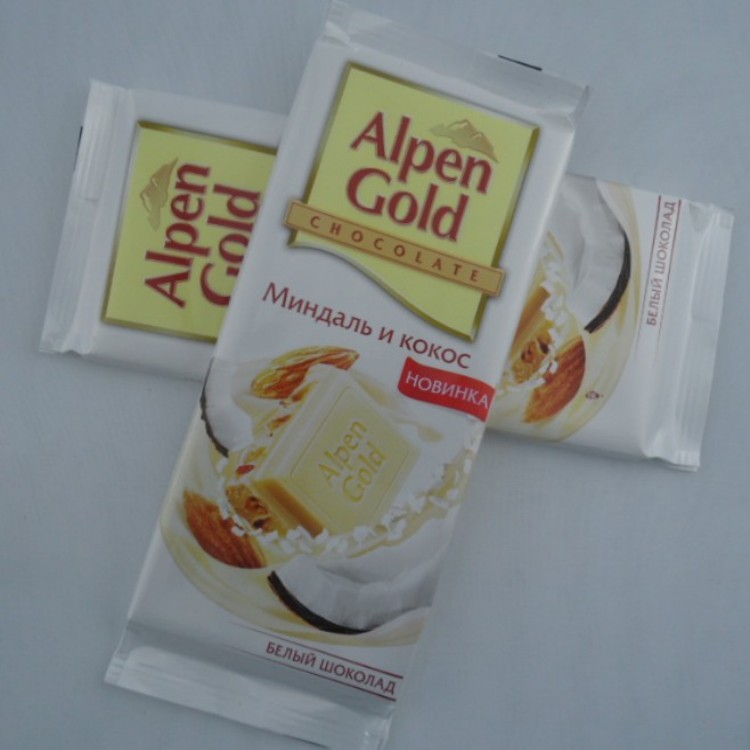 Alpen
Gold
CHOCOLATE
Миндаль и кокос
НОВИНКА
Alpen
Gold
БЕЛЫЙ ШОКОЛАД
Alpen
Gold
БЕЛЫЙ ШОКОЛАД